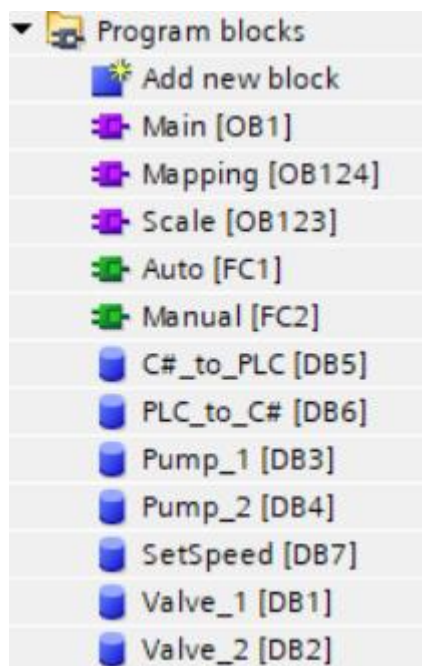 Program blocks
Add new block
Main [OB1]
Mapping [OB124]
Scale [OB123]
Auto [FC1]
Manual [FC2]
C#_to_PLC [DB5]
PLC_to_C# [DB6]
Pump_1 [DB3]
Pump_2 [DB4]
SetSpeed [DB7]
Valve_1 [DB1]
Valve_2 [DB2]